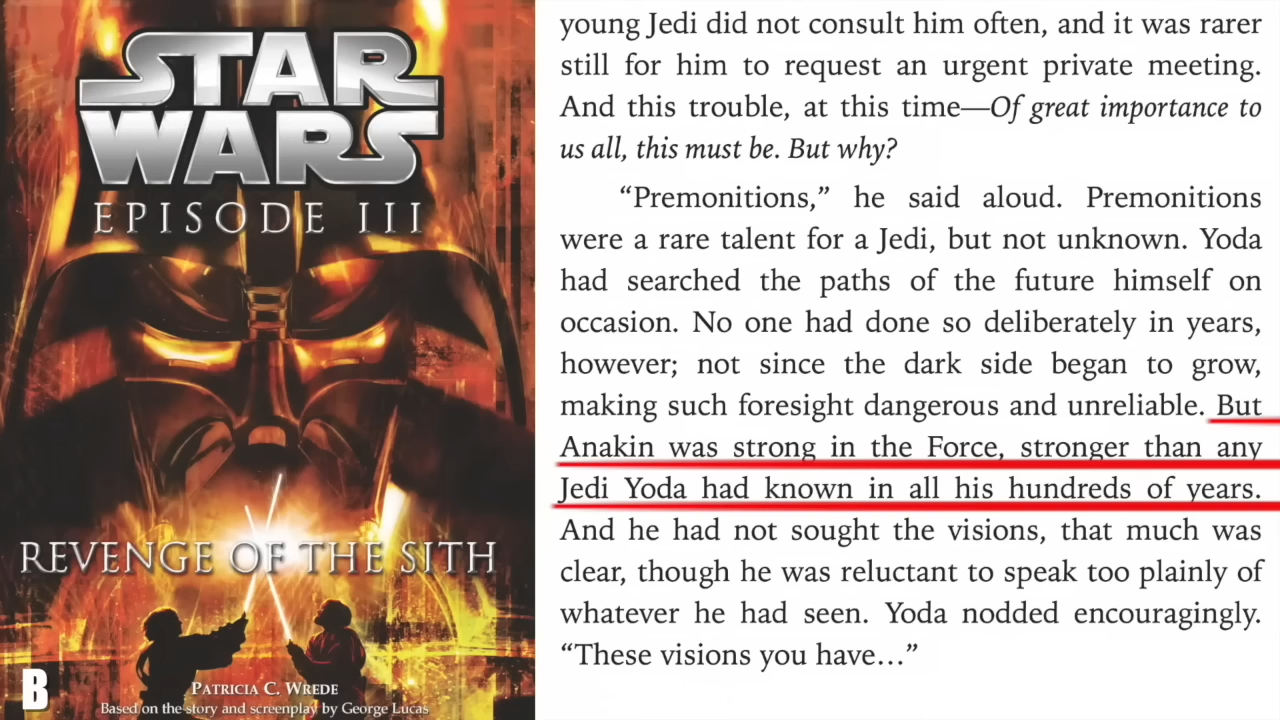 STAR
WARS
EPISODE III
REVENGE OF THE SITH
B
PATRICIA C. WREDE
Based on the story and screenplay by George Lucas
young Jedi did not consult him often, and it was rarer
still for him to request an urgent private meeting.
And this trouble, at this time—Of great importance to
us all, this must be. But why?
“Premonitions,” he said aloud. Premonitions
were a rare talent for a Jedi, but not unknown. Yoda
had searched the paths of the future himself on
occasion. No one had done so deliberately in years,
however; not since the dark side began to grow,
making such foresight dangerous and unreliable. But
Anakin was strong in the Force, stronger than any
Jedi Yoda had known in all his hundreds of years.
And he had not sought the visions, that much was
clear, though he was reluctant to speak too plainly of
whatever he had seen. Yoda nodded encouragingly.
“These visions you have…”